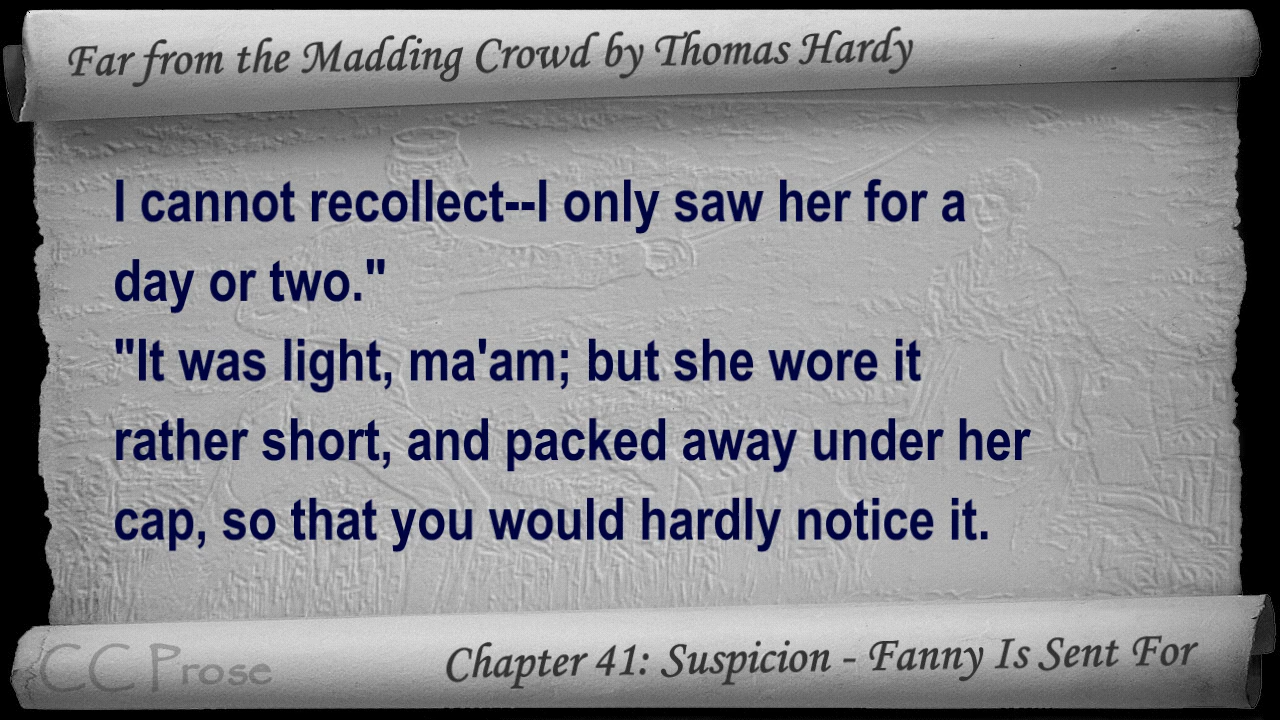 Far from the Madding Crowd by Thomas Hardy
I cannot recollect--I only saw her for a
day or two."
"It was light, ma'am; but she wore it
rather short, and packed away under her
cap, so that you would hardly notice it.
CC Prose
Chapter 41: Suspicion - Fanny Is Sent For